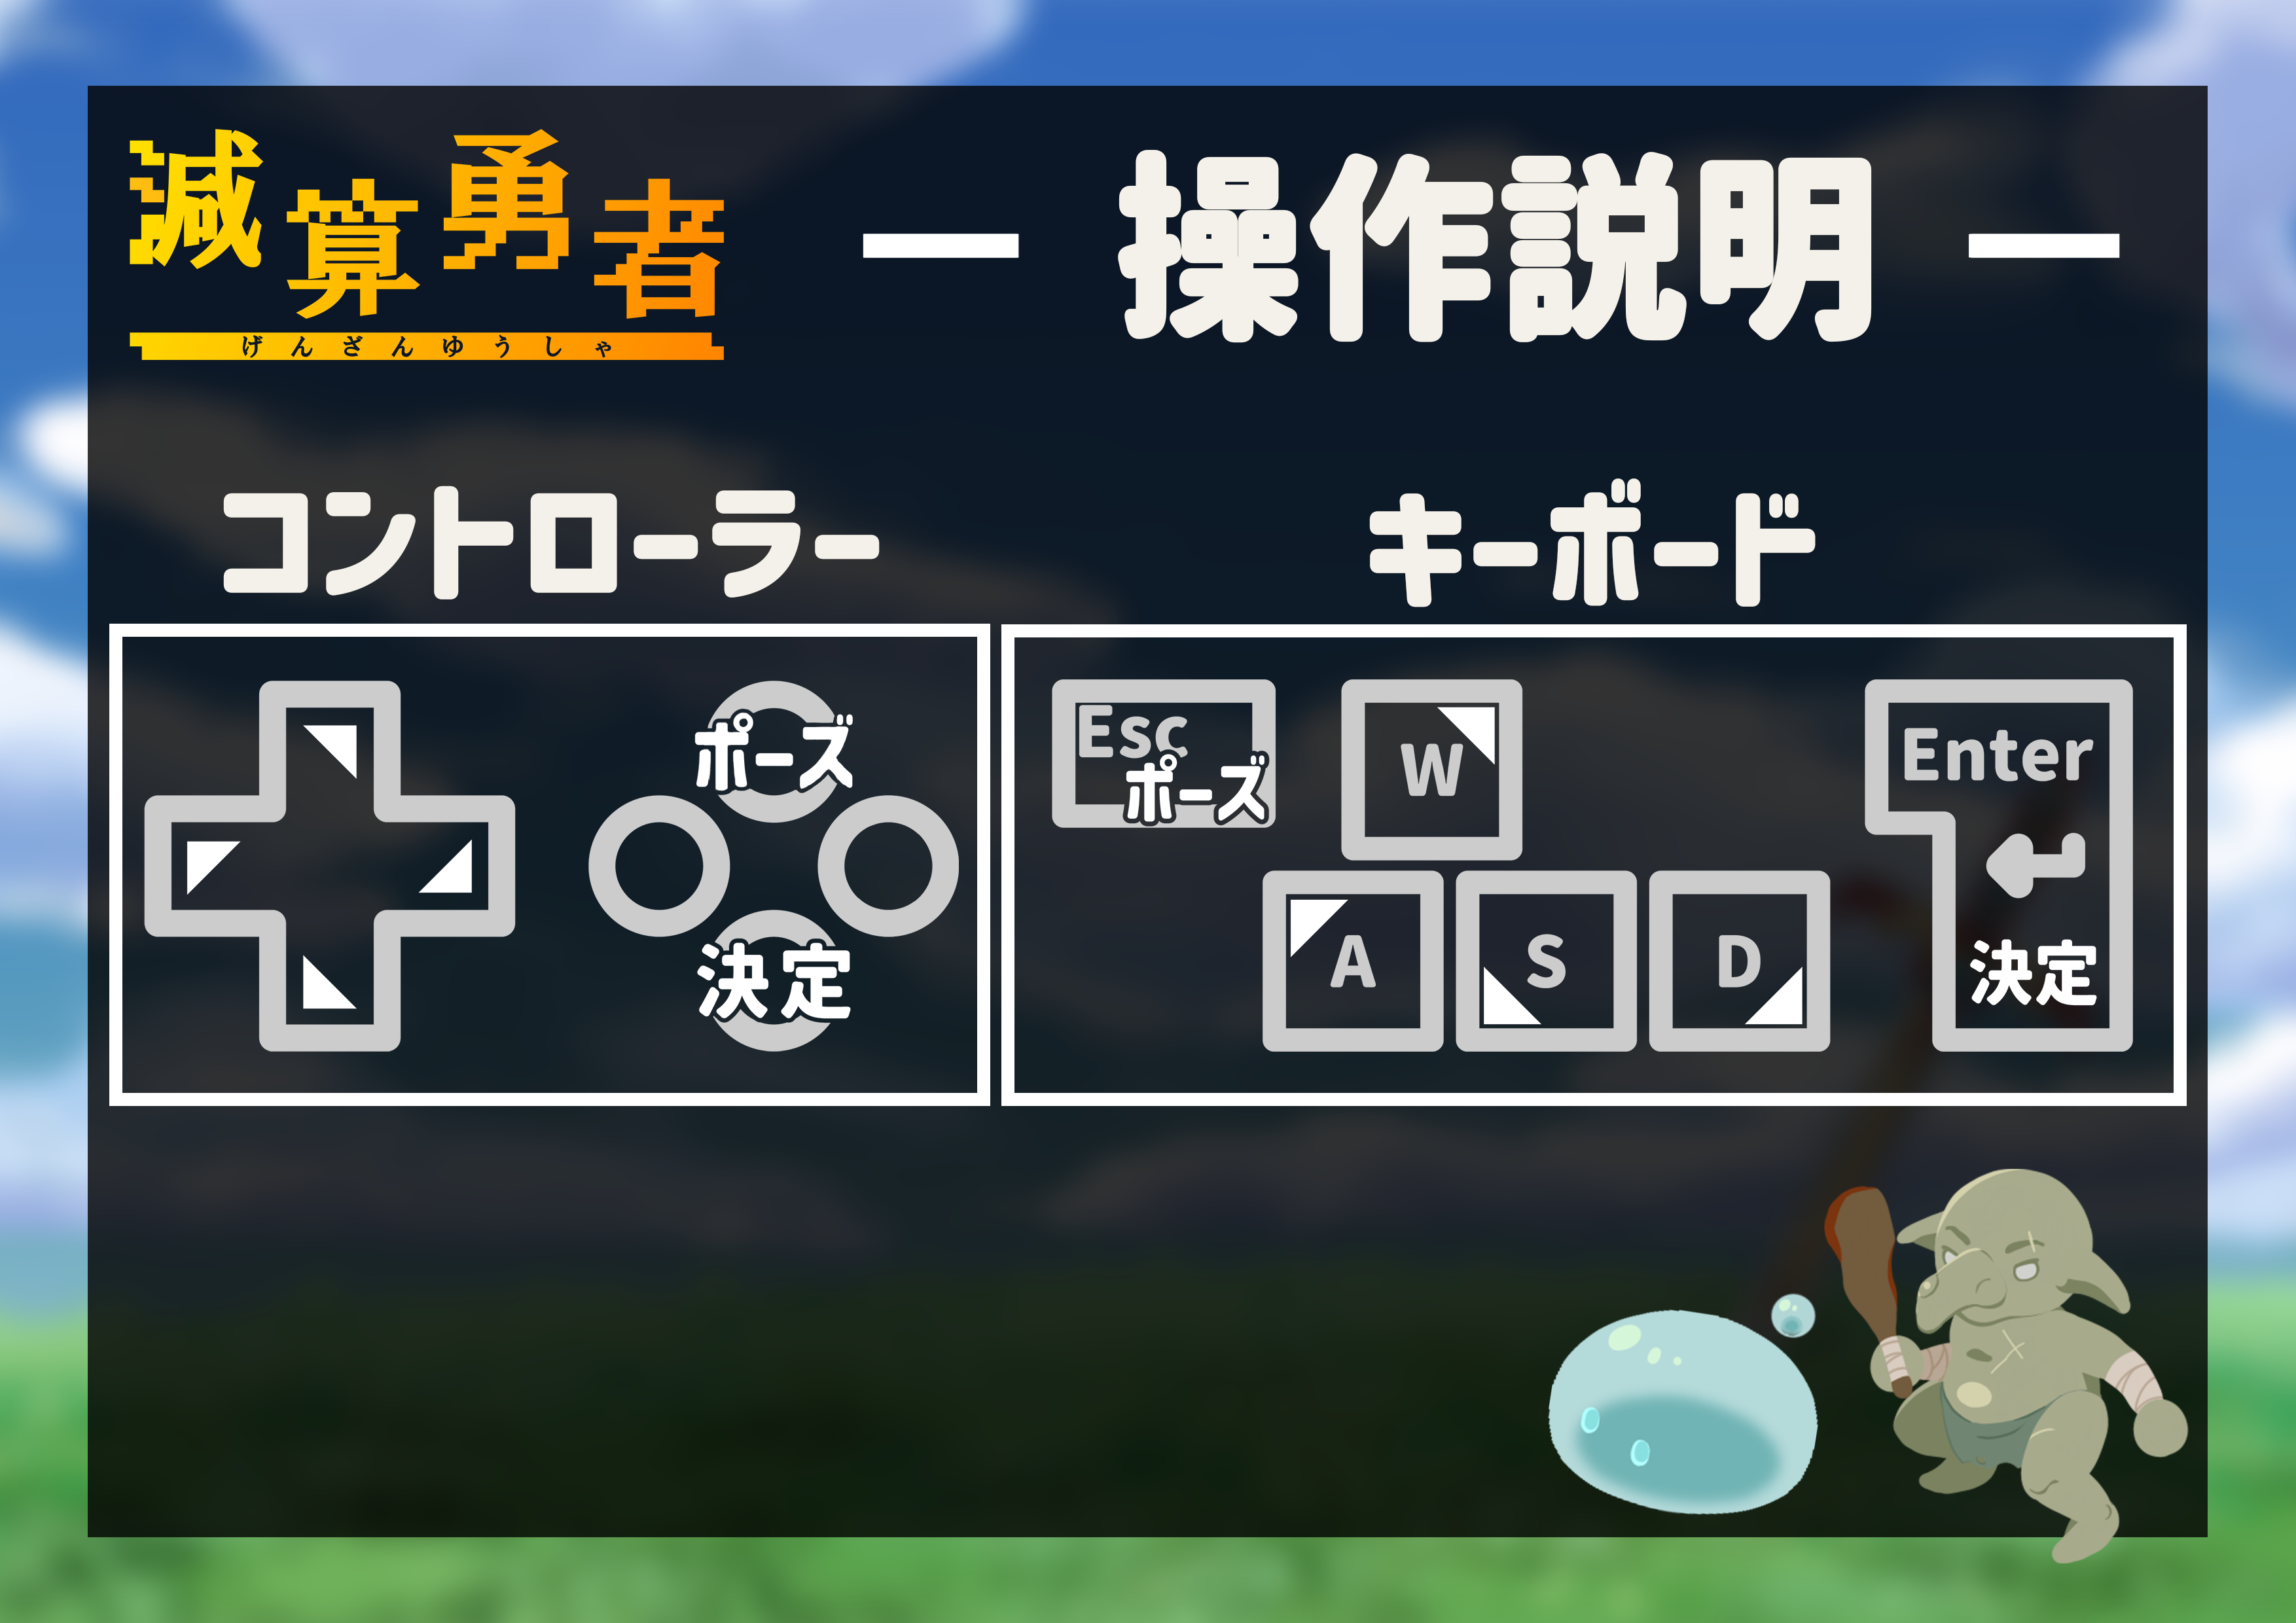 減算勇者
げんざんゆうしゃ
ー 操作説明 ー
コントローラー
キーボード
ポーズ
決定
Esc
ポーズ
W
Enter
A
S
D
決定